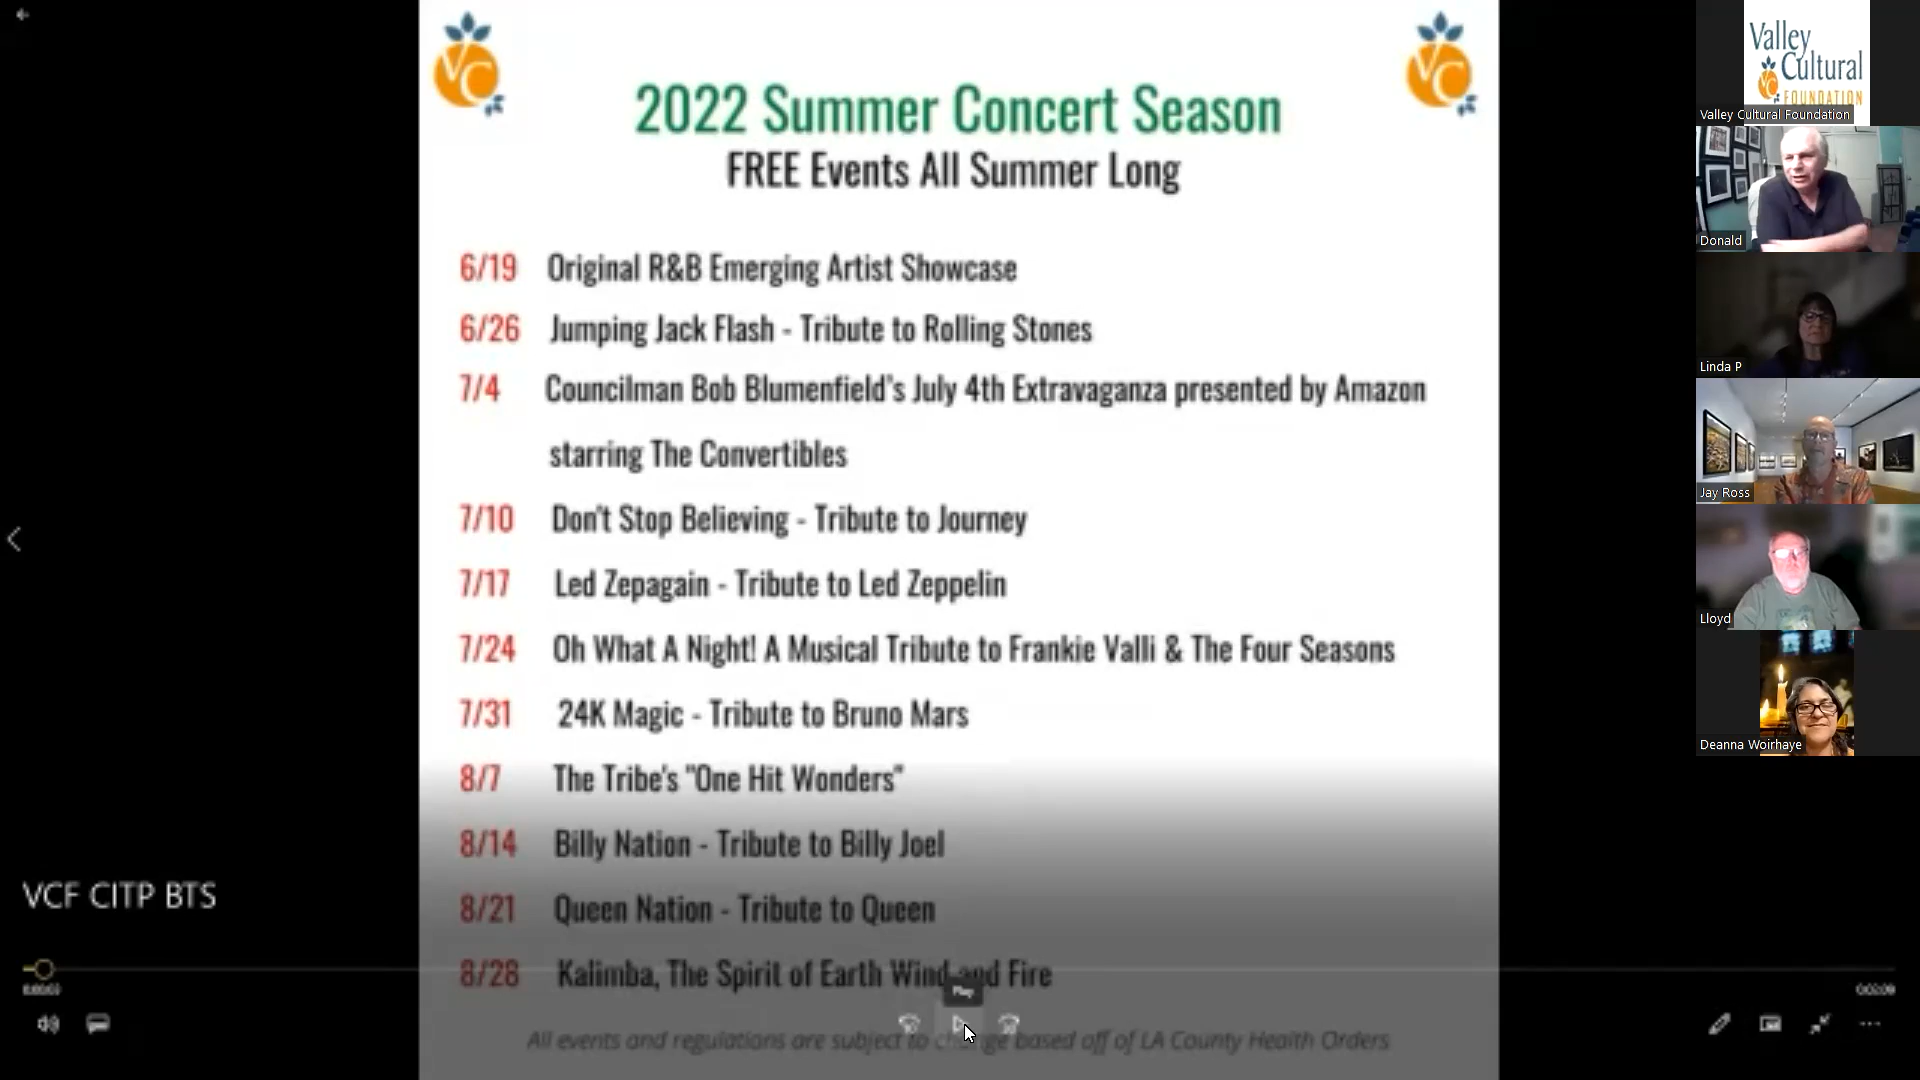 2022 Summer Concert Season
FREE Events All Summer Long
6/19 Original R&B Emerging Artist Showcase
6/26 Jumping Jack Flash - Tribute to Rolling Stones
7/4 Councilman Bob Blumenfield's July 4th Extravaganza presented by Amazon
starring The Convertibles
7/10 Don't Stop Believing - Tribute to Journey
7/17 Led Zepagain - Tribute to Led Zeppelin
7/24 Oh What A Night! A Musical Tribute to Frankie Valli & The Four Seasons
7/31 24K Magic - Tribute to Bruno Mars
8/7 The Tribe's "One Hit Wonders"
8/14 Billy Nation - Tribute to Billy Joel
8/21 Queen Nation - Tribute to Queen
8/28 Kalimba, The Spirit of Earth Wind and Fire
All events and regulations are subject to change based off of LA County Health Orders
VC
VC
VCF CITP BTS
Play
Valley
Cultural
FOUNDATION
Valley Cultural Foundation
Donald
Linda P
Jay Ross
Lloyd
Deanna Woirhaye